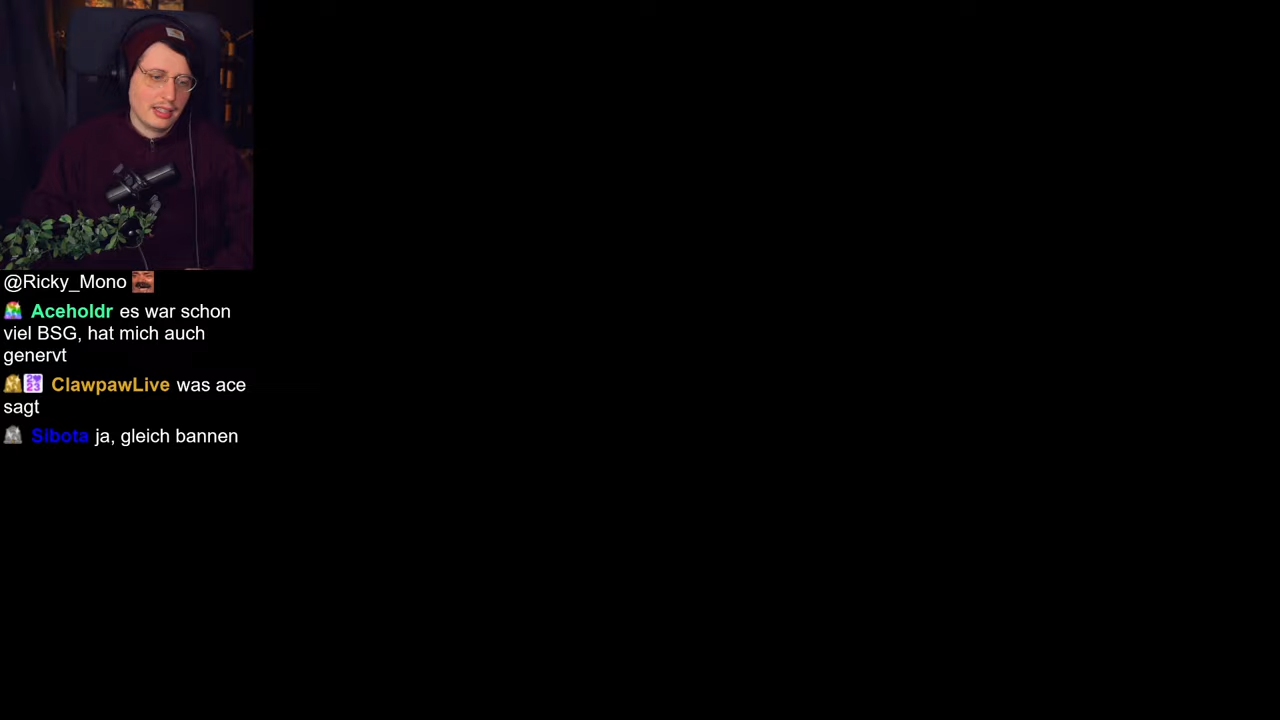 @Ricky_Mono
Aceholdr es war schon
viel BSG, hat mich auch
genervt
ClawpawLive was ace
sagt
Sibota ja, gleich bannen